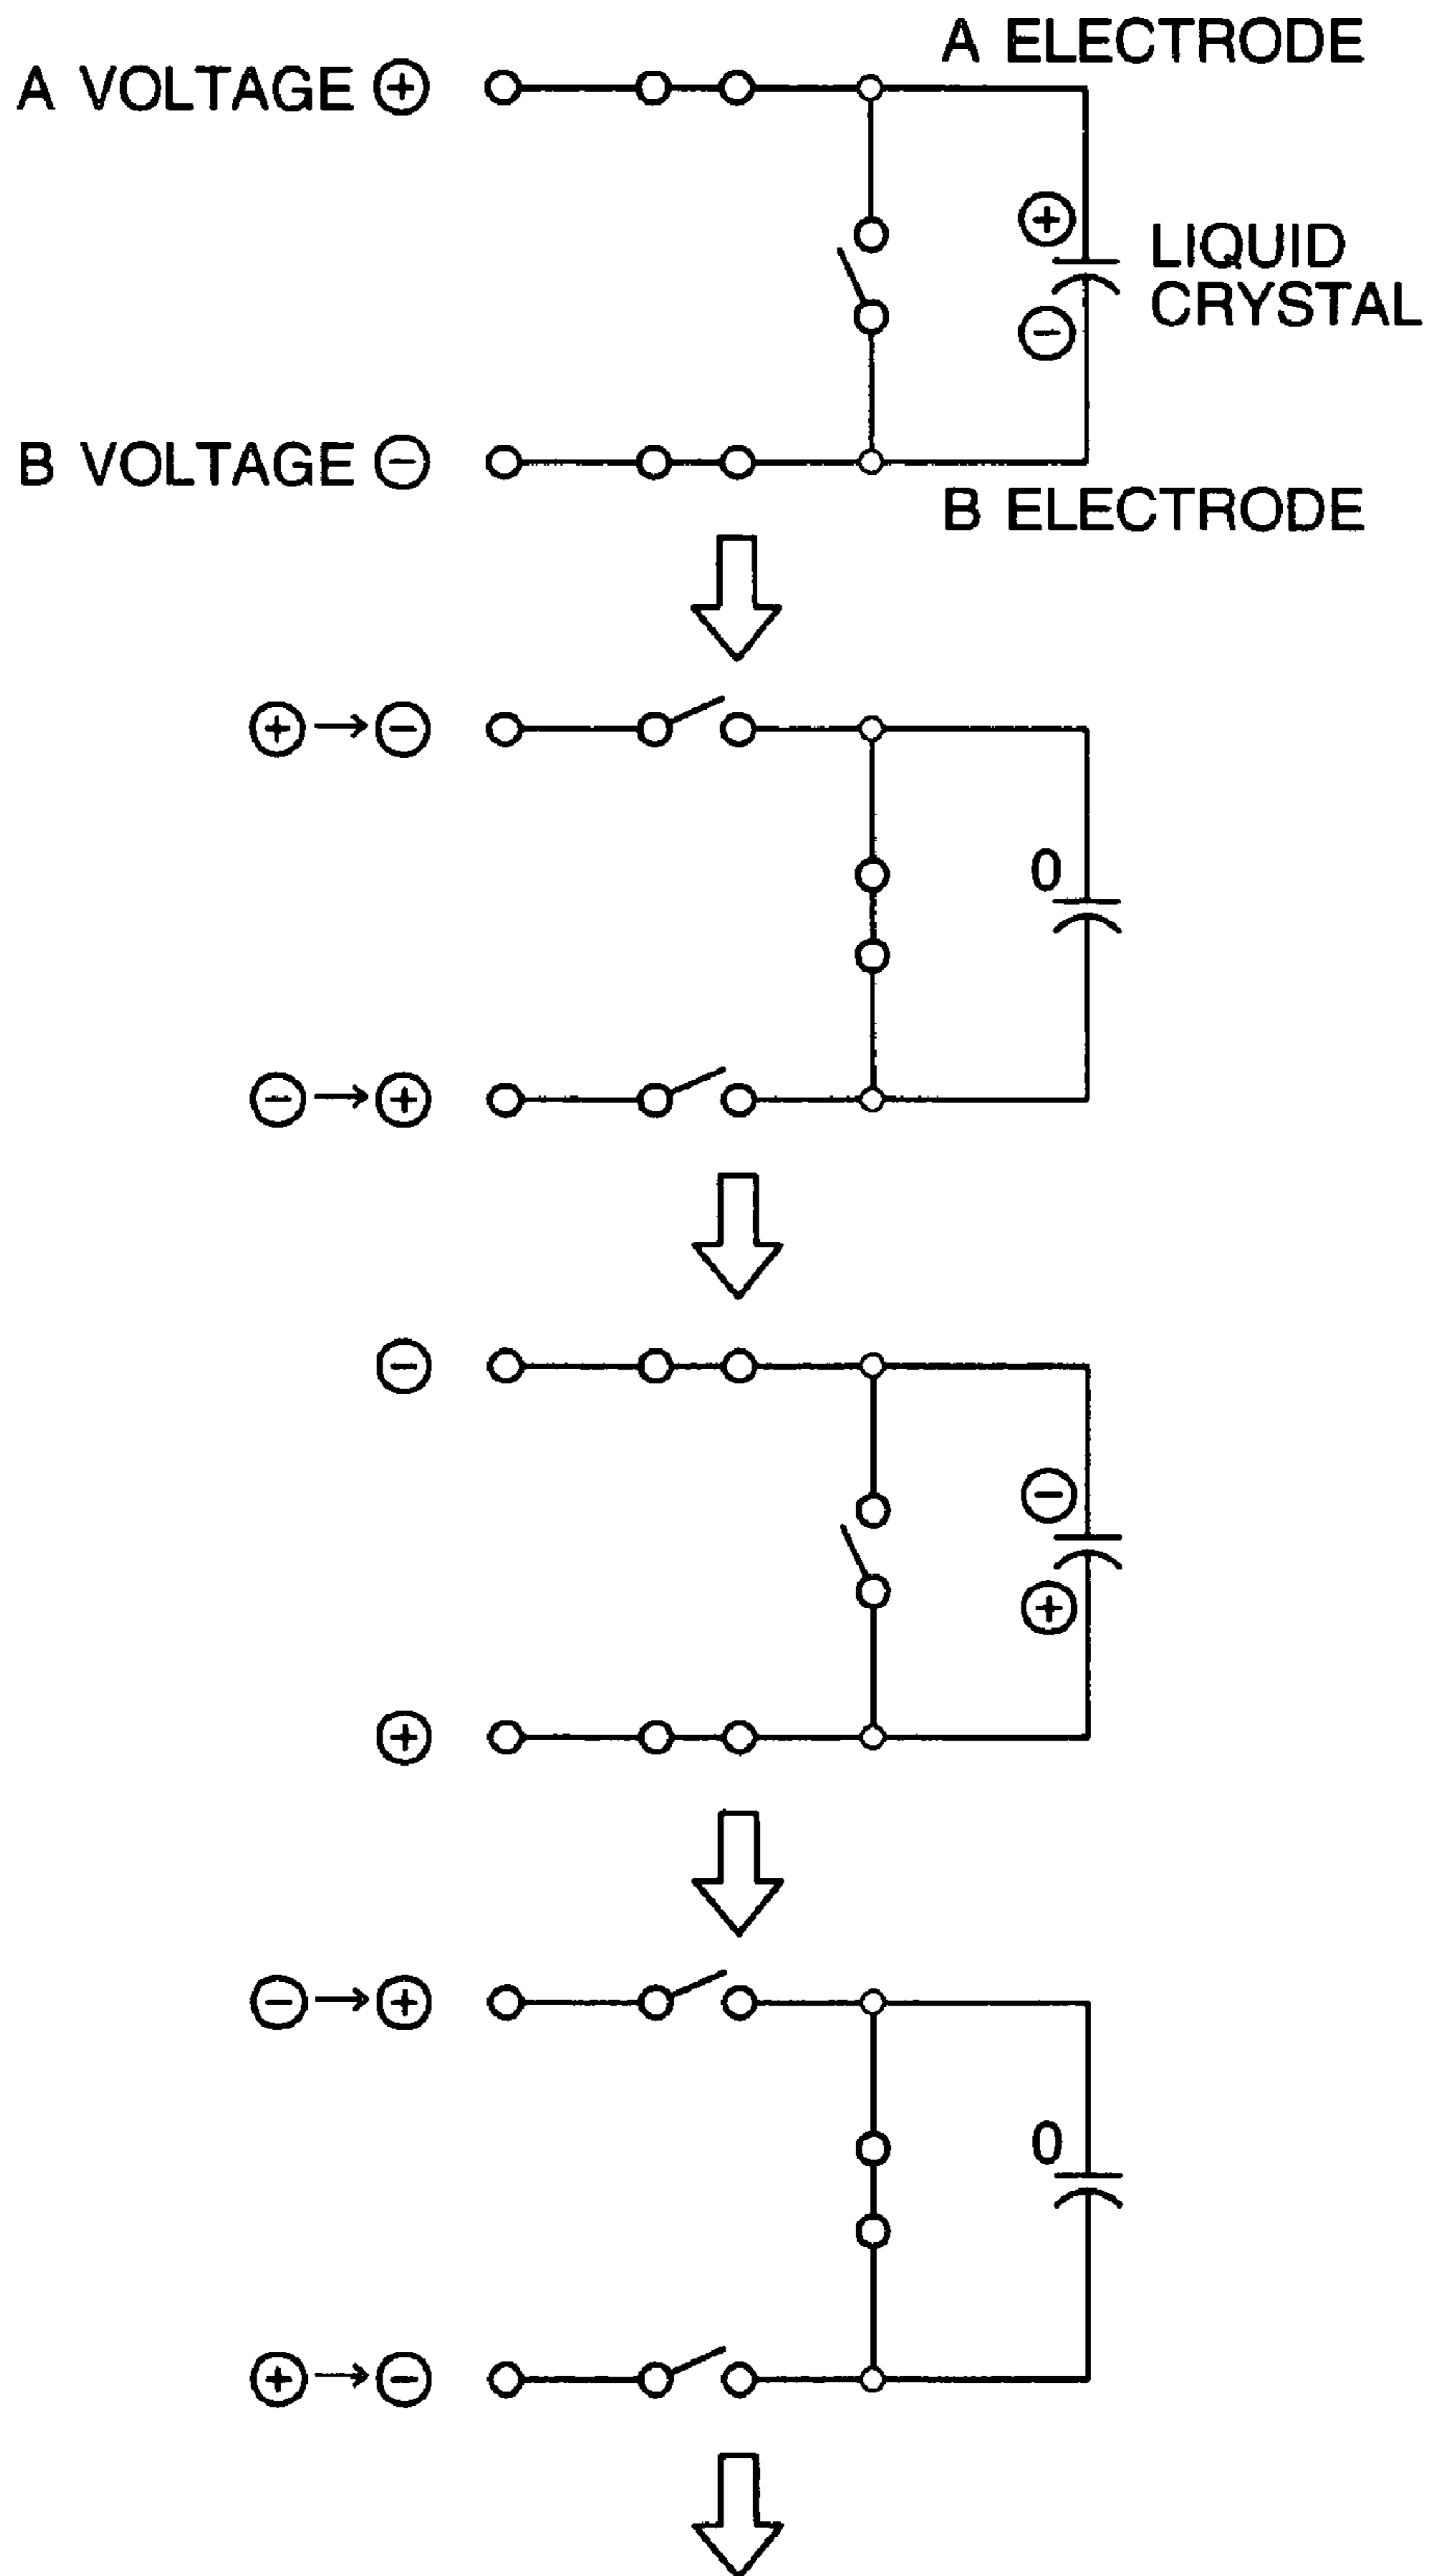 A ELECTRODE
A VOLTAGE ⊕
⊕
LIQUID
CRYSTAL
⊖
B VOLTAGE ⊖
B ELECTRODE
⊕→⊖
0
⊖→⊕
⊖
⊖
⊕
⊕
⊖→⊕
0
⊕→⊖